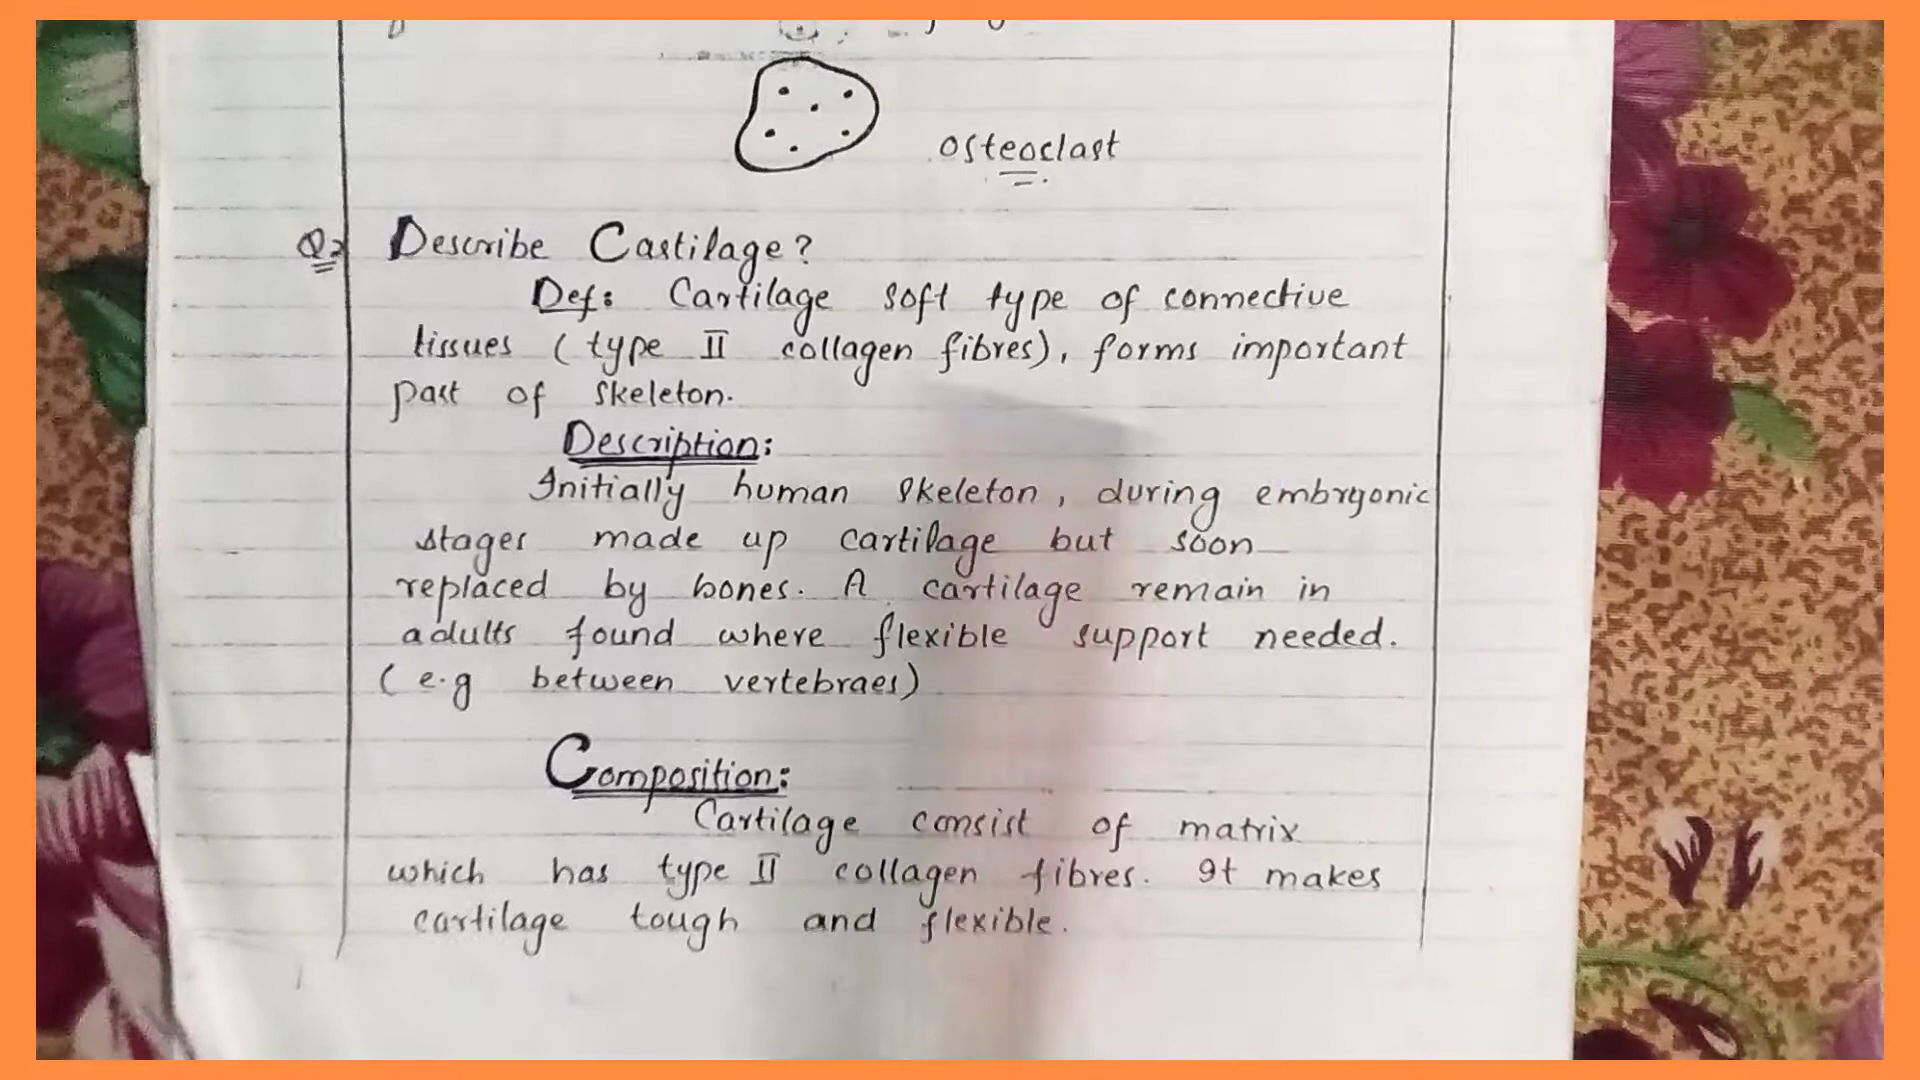 osteoclast
Q2 Describe Cartilage?
Def: Cartilage soft type of connective
tissues (type II collagen fibres), forms important
part of skeleton.
Description:
Initially human skeleton, during embryonic
stages made up cartilage but soon
replaced by bones. A cartilage remain in
adults found where flexible support needed.
(e.g between vertebraes)
Composition:
Cartilage consist of matrix
which has type II collagen fibres. It makes
cartilage tough and flexible.